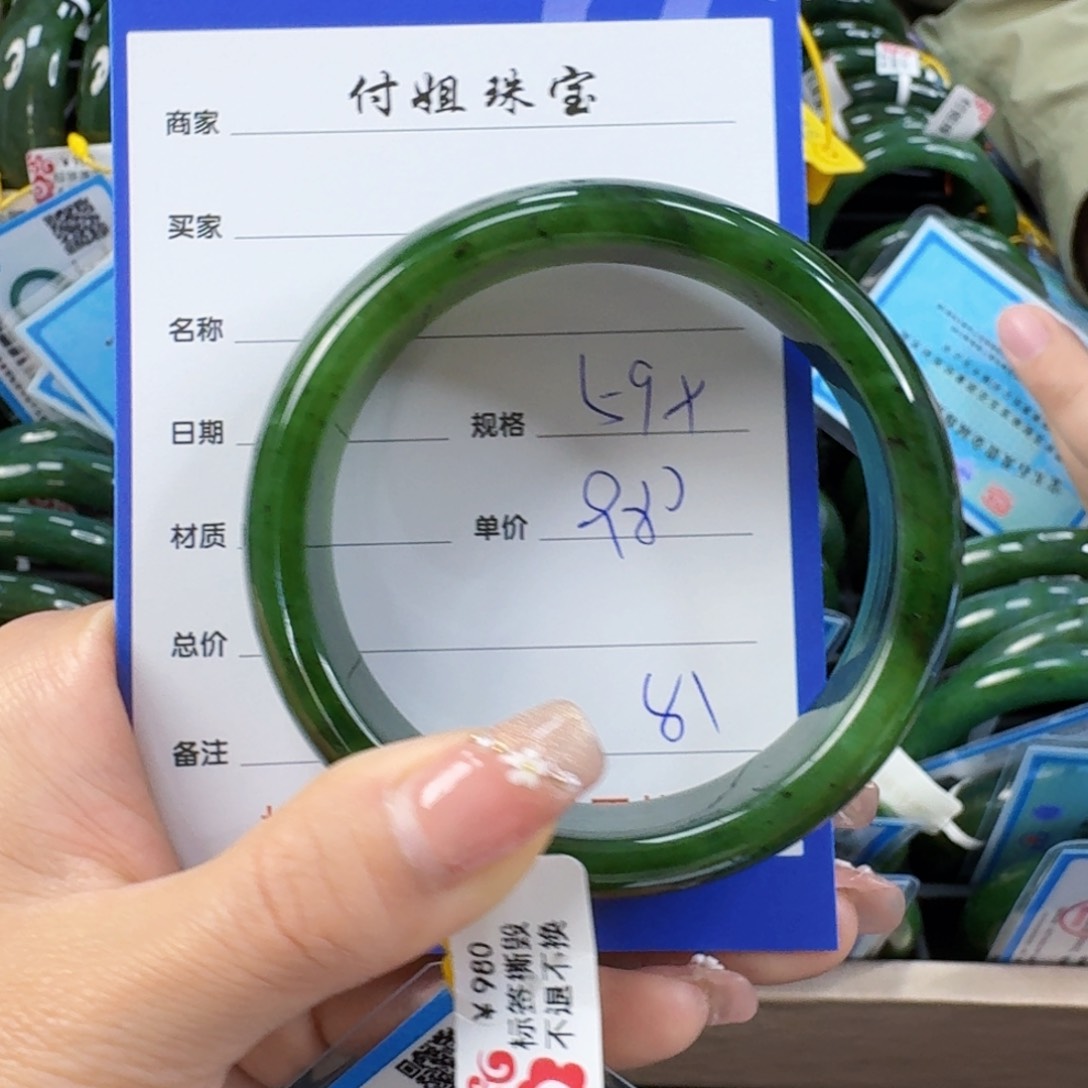 付姐珠宝
商家
买家
名称
日期 规格 59X
材质 单价 980
总价
81
备注
¥980
标签撕毁
不退不换